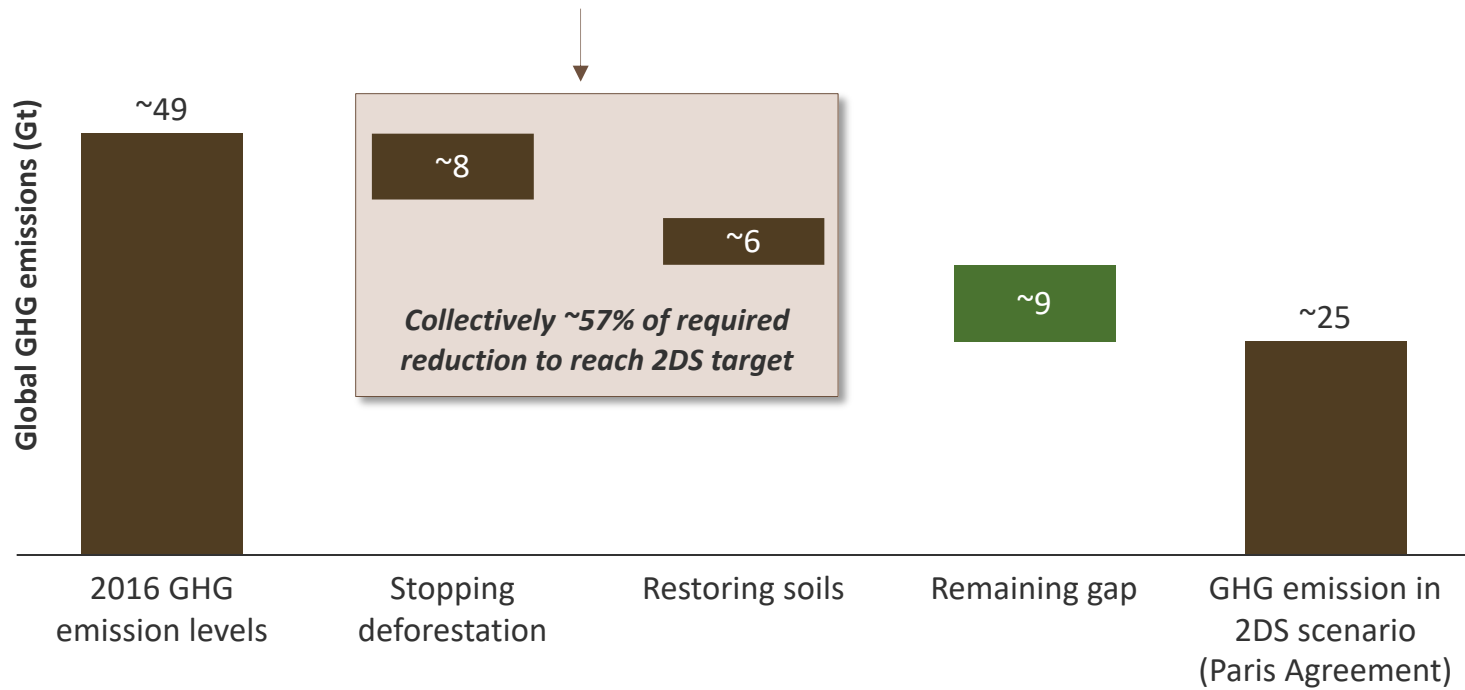 Global GHG emissions (Gt)
~49
~8
~6
Collectively ~57% of required
reduction to reach 2DS target
~9
~25
2016 GHG
emission levels
Stopping
deforestation
Restoring soils
Remaining gap
GHG emission in
2DS scenario
(Paris Agreement)